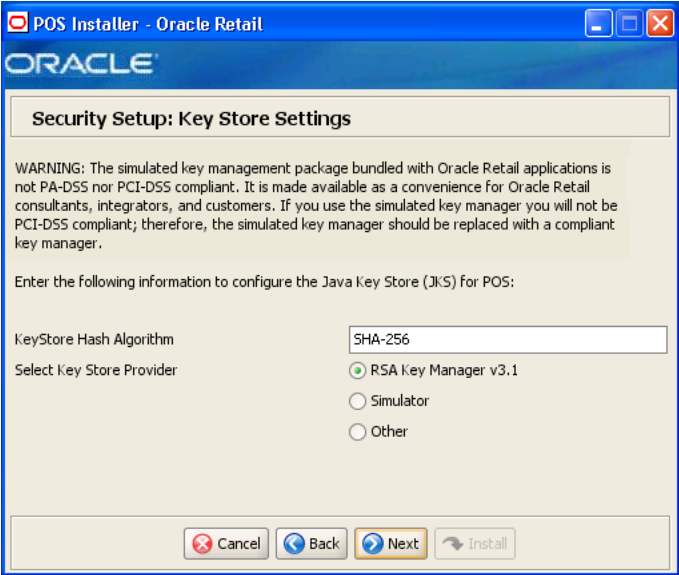 POS Installer - Oracle Retail
ORACLE
Security Setup: Key Store Settings
WARNING: The simulated key management package bundled with Oracle Retail applications is
not PA-DSS nor PCI-DSS compliant. It is made available as a convenience for Oracle Retail
consultants, integrators, and customers. If you use the simulated key manager you will not be
PCI-DSS compliant; therefore, the simulated key manager should be replaced with a compliant
key manager.
Enter the following information to configure the Java Key Store (JKS) for POS:
KeyStore Hash Algorithm SHA-256
Select Key Store Provider RSA Key Manager v3.1
Simulator
Other
Cancel Back Next Install